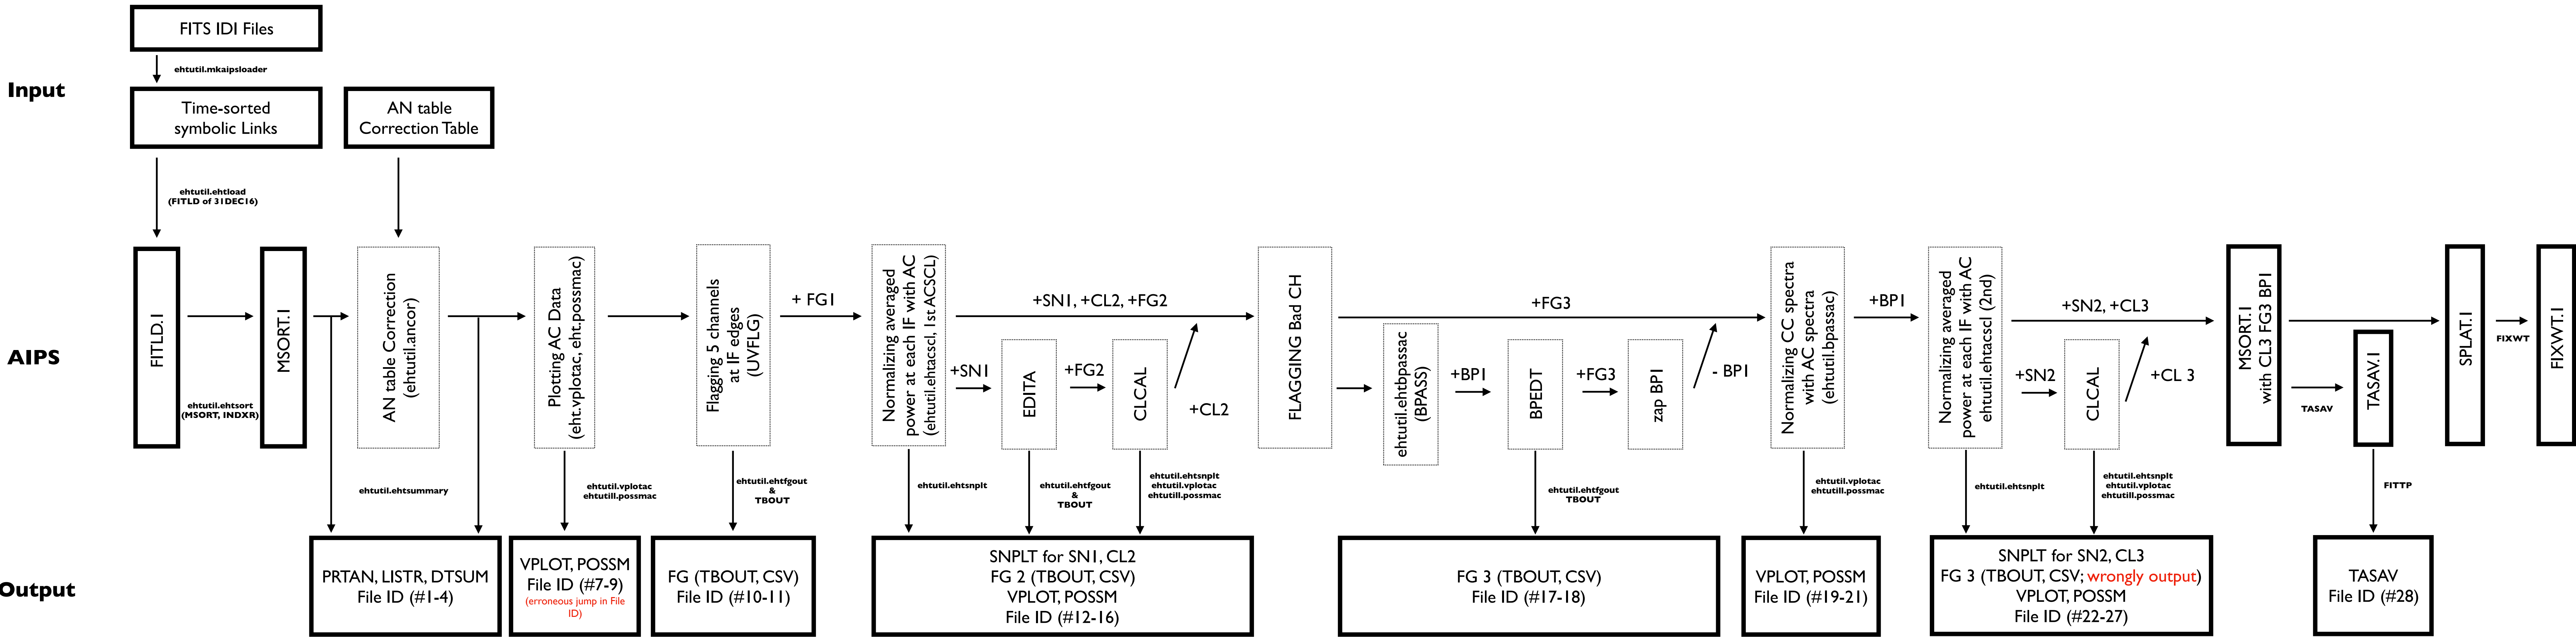 Input
FITS IDI Files
ehtutil.mkaipsloader
Time-sorted
symbolic Links
AN table
Correction Table
ehtutil.ehtload
(FITLD of 31DEC16)
AIPS
FITLD.1
ehtutil.ehtsort
(MSORT, INDXR)
MSORT.1
AN table Correction
(ehtutil.ancor)
ehtutil.ehtsummary
Plotting AC Data
(eht.vplotac, eht.possmac)
ehtutil.vplotac
ehtutill.possmac
Flagging 5 channels
at IF edges
(UVFLG)
ehtutil.ehtfgout
&
TBOUT
+ FG1
Normalizing averaged
power at each IF with AC
(ehtutil.ehtacscl, 1st ACSCL)
ehtutil.ehtsnplt
+SN1, +CL2, +FG2
+SN1
EDITA
ehtutil.ehtfgout
&
TBOUT
+FG2
CLCAL
ehtutil.ehtsnplt
ehtutil.vplotac
ehtutill.possmac
+CL2
FLAGGING Bad CH
+FG3
ehtutil.ehtbpassac
(BPASS)
+BP1
BPEDT
ehtutil.ehtfgout
TBOUT
+FG3
zap BP1
- BP1
Normalizing CC spectra
with AC spectra
(ehtutil.bpassac)
ehtutil.vplotac
ehtutill.possmac
+BP1
Normalizing averaged
power at each IF with AC
ehtutil.ehtacscl (2nd)
ehtutil.ehtsnplt
+SN2, +CL3
+SN2
CLCAL
ehtutil.ehtsnplt
ehtutil.vplotac
ehtutill.possmac
+CL 3
MSORT.1
with CL3 FG3 BP1
TASAV
TASAV.1
FITTP
SPLAT.1
FIXWT
FIXWT.1
Output
PRTAN, LISTR, DTSUM
File ID (#1-4)
VPLOT, POSSM
File ID (#7-9)
(erroneous jump in File
ID)
FG (TBOUT, CSV)
File ID (#10-11)
SNPLT for SN1, CL2
FG 2 (TBOUT, CSV)
VPLOT, POSSM
File ID (#12-16)
FG 3 (TBOUT, CSV)
File ID (#17-18)
VPLOT, POSSM
File ID (#19-21)
SNPLT for SN2, CL3
FG 3 (TBOUT, CSV; wrongly output)
VPLOT, POSSM
File ID (#22-27)
TASAV
File ID (#28)